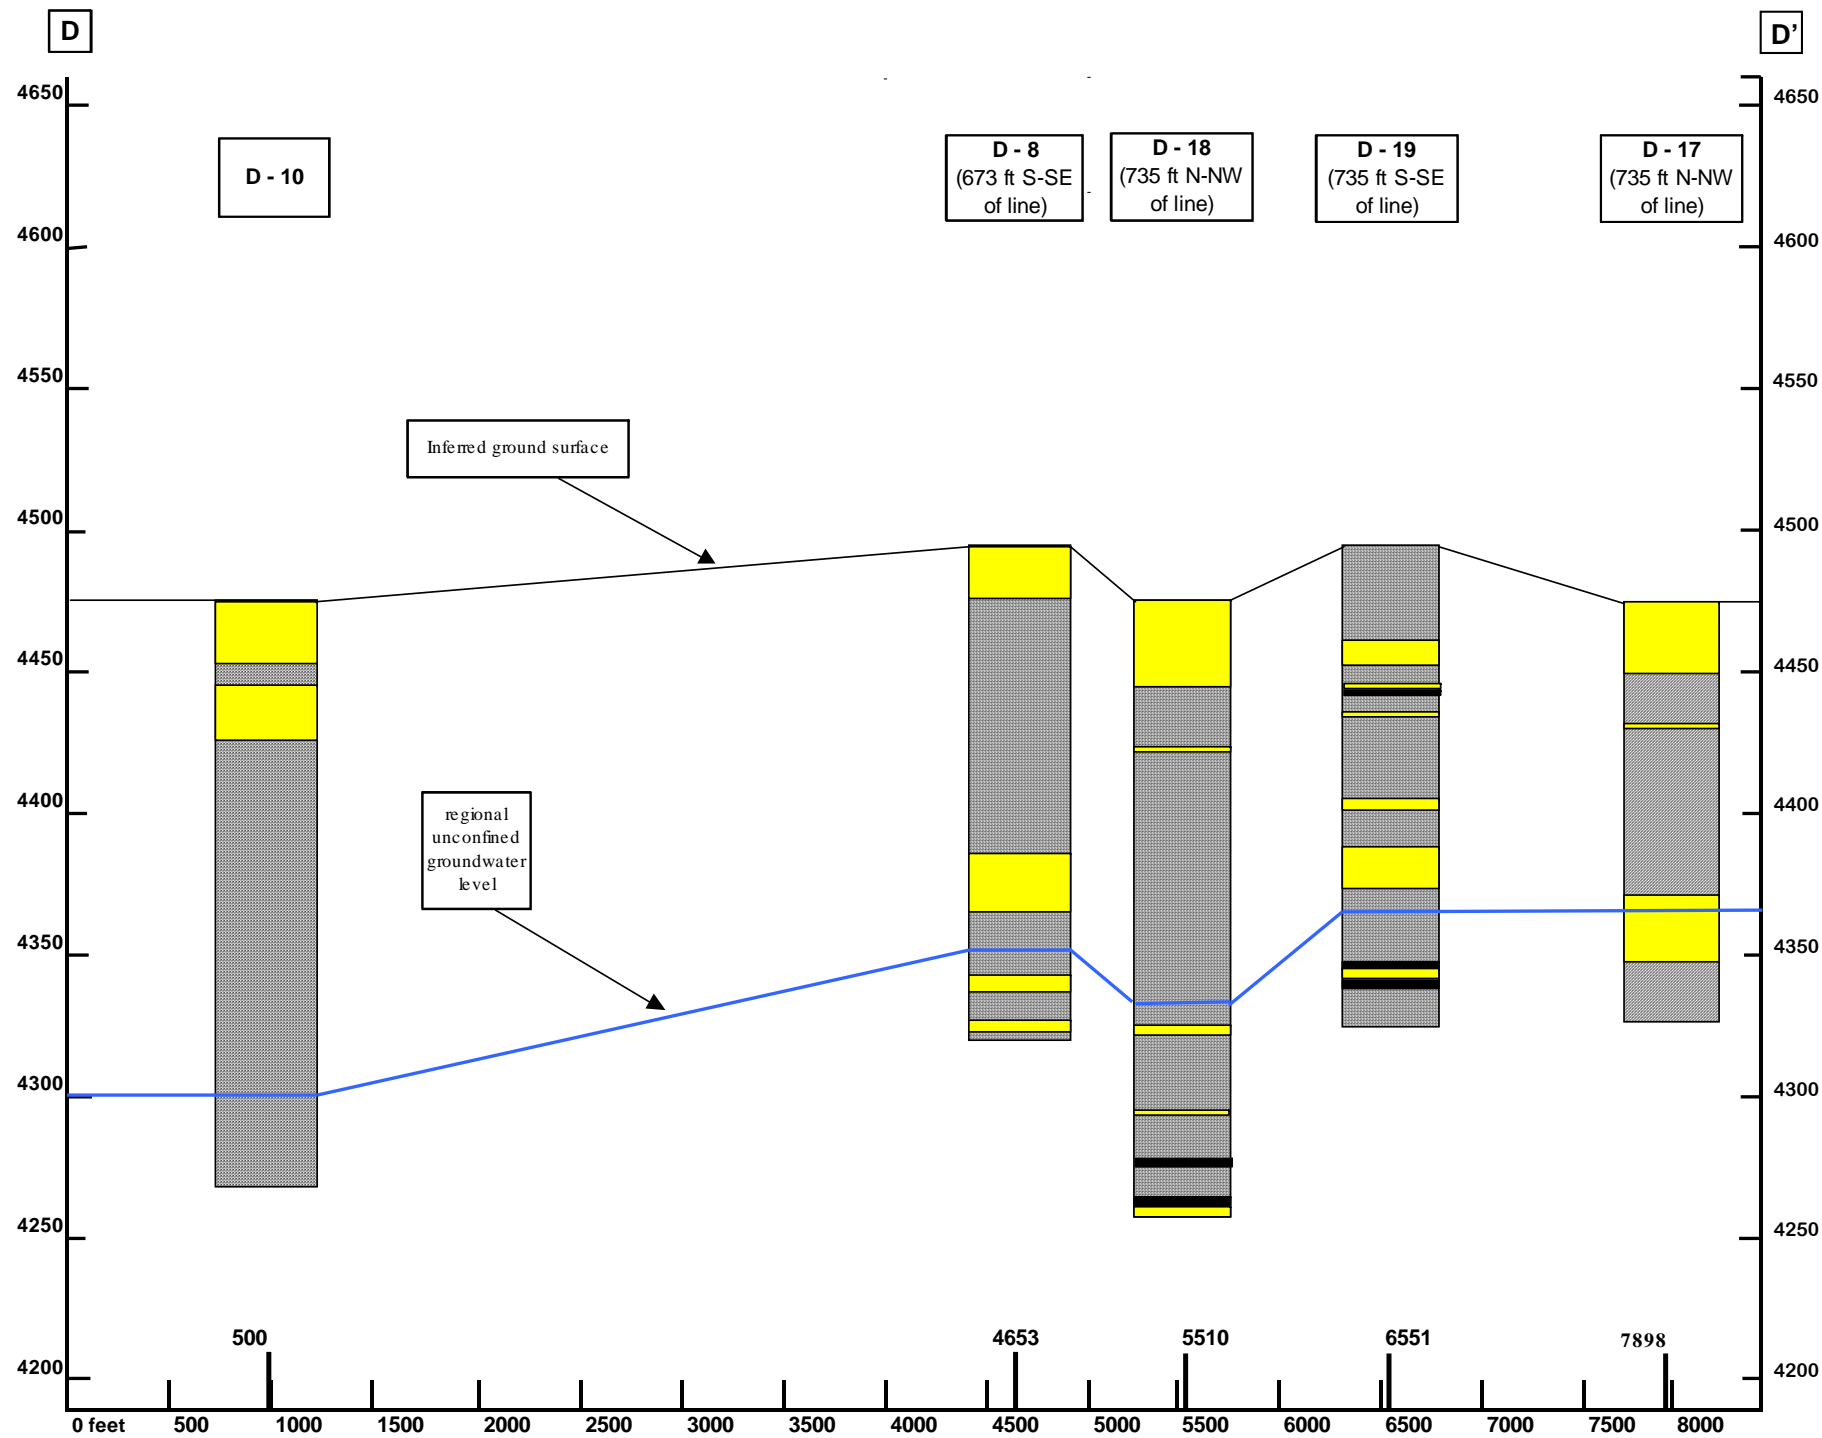 D
D'
4650
4650
D - 10
D - 8
(673 ft S-SE
of line)
D - 18
(735 ft N-NW
of line)
D - 19
(735 ft S-SE
of line)
D - 17
(735 ft N-NW
of line)
4600
4600
4550
4550
Inferred ground surface
4500
4500
4450
4450
4400
4400
regional
unconfined
groundwater
level
4350
4350
4300
4300
4250
4250
500
4653
5510
6551
7898
4200
4200
0 feet 500 1000 1500 2000 2500 3000 3500 4000 4500 5000 5500 6000 6500 7000 7500 8000